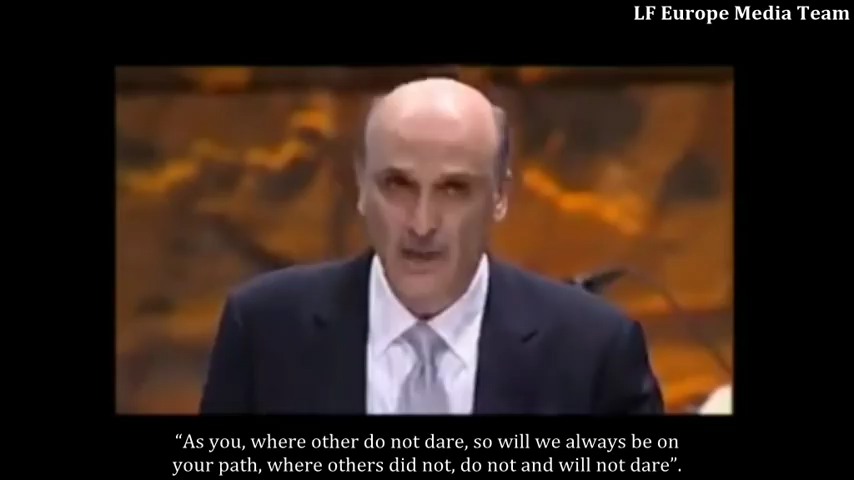 LF Europe Media Team
“As you, where other do not dare, so will we always be on
your path, where others did not, do not and will not dare”.